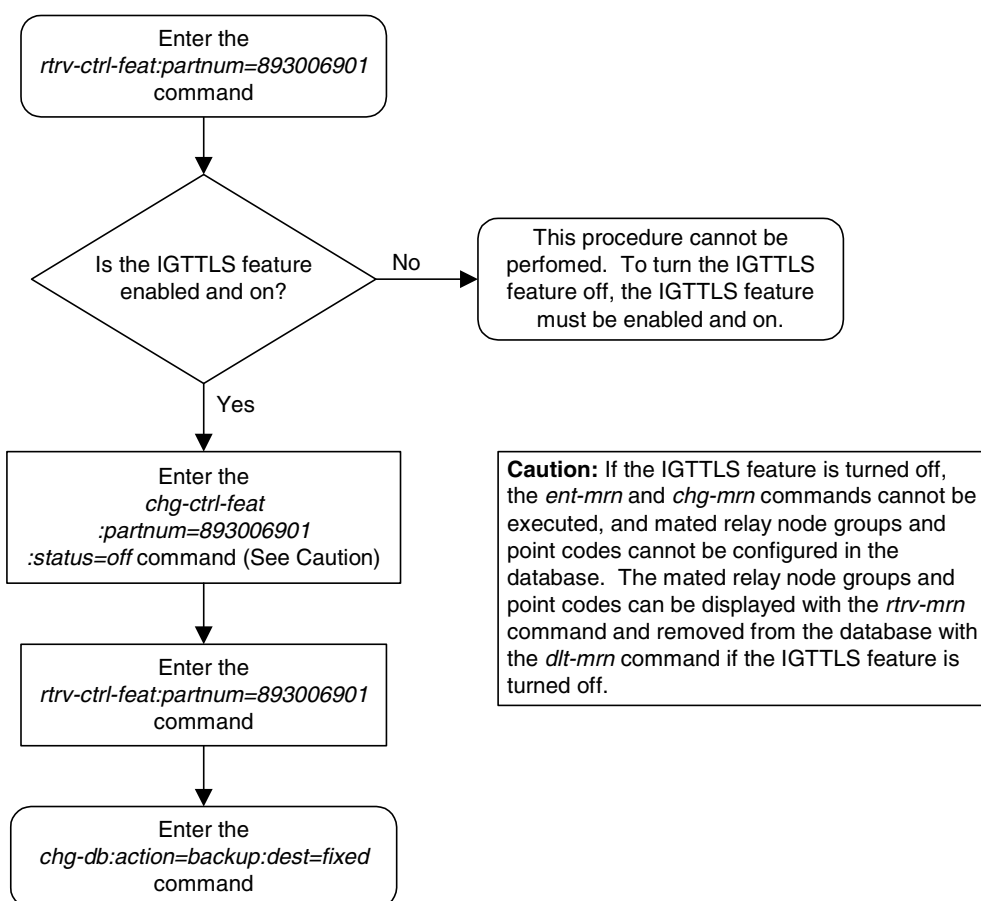 Enter the
rtrv-ctrl-feat:partnum=893006901
command
Is the IGTTLS feature
enabled and on?
No
This procedure cannot be
perfomed. To turn the IGTTLS
feature off, the IGTTLS feature
must be enabled and on.
Yes
Enter the
chg-ctrl-feat
:partnum=893006901
:status=off command (See Caution)
Caution: If the IGTTLS feature is turned off,
the ent-mrn and chg-mrn commands cannot be
executed, and mated relay node groups and
point codes cannot be configured in the
database. The mated relay node groups and
point codes can be displayed with the rtrv-mrn
command and removed from the database with
the dlt-mrn command if the IGTTLS feature is
turned off.
Enter the
rtrv-ctrl-feat:partnum=893006901
command
Enter the
chg-db:action=backup:dest=fixed
command